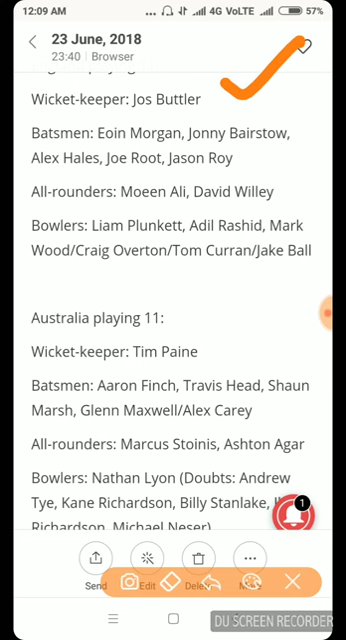 12:09 AM ... 4G VoLTE 57%
23 June, 2018
23:40 | Browser
Wicket-keeper: Jos Buttler
Batsmen: Eoin Morgan, Jonny Bairstow,
Alex Hales, Joe Root, Jason Roy
All-rounders: Moeen Ali, David Willey
Bowlers: Liam Plunkett, Adil Rashid, Mark
Wood/Craig Overton/Tom Curran/Jake Ball
Australia playing 11:
Wicket-keeper: Tim Paine
Batsmen: Aaron Finch, Travis Head, Shaun
Marsh, Glenn Maxwell/Alex Carey
All-rounders: Marcus Stoinis, Ashton Agar
Bowlers: Nathan Lyon (Doubts: Andrew
Tye, Kane Richardson, Billy Stanlake,
1
Richardson, Michael Neser)
Send Edit
DU SCREEN RECORDER